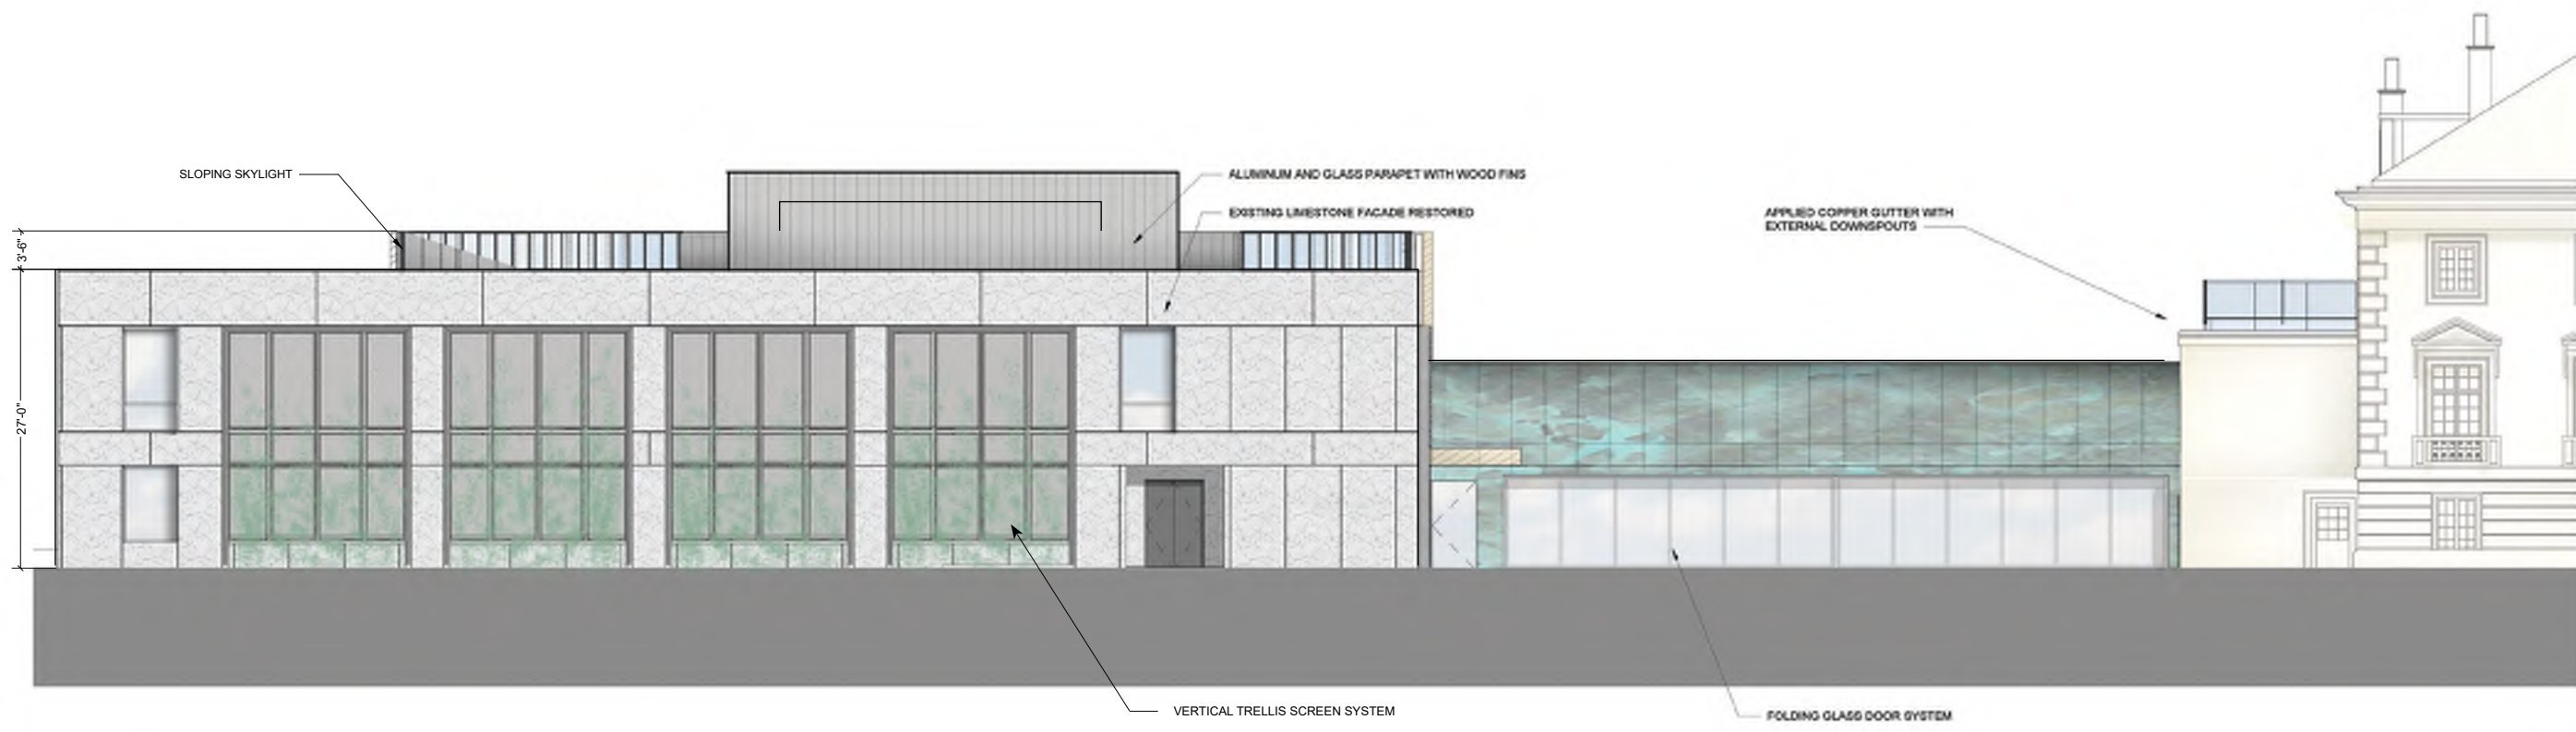 SLOPING SKYLIGHT
ALUMINUM AND GLASS PARAPET WITH WOOD FINS
EXISTING LIMESTONE FACADE RESTORED
APPLIED COPPER GUTTER WITH
EXTERNAL DOWNSPOUTS
3'-6"
27'-0"
VERTICAL TRELLIS SCREEN SYSTEM
FOLDING GLASS DOOR SYSTEM